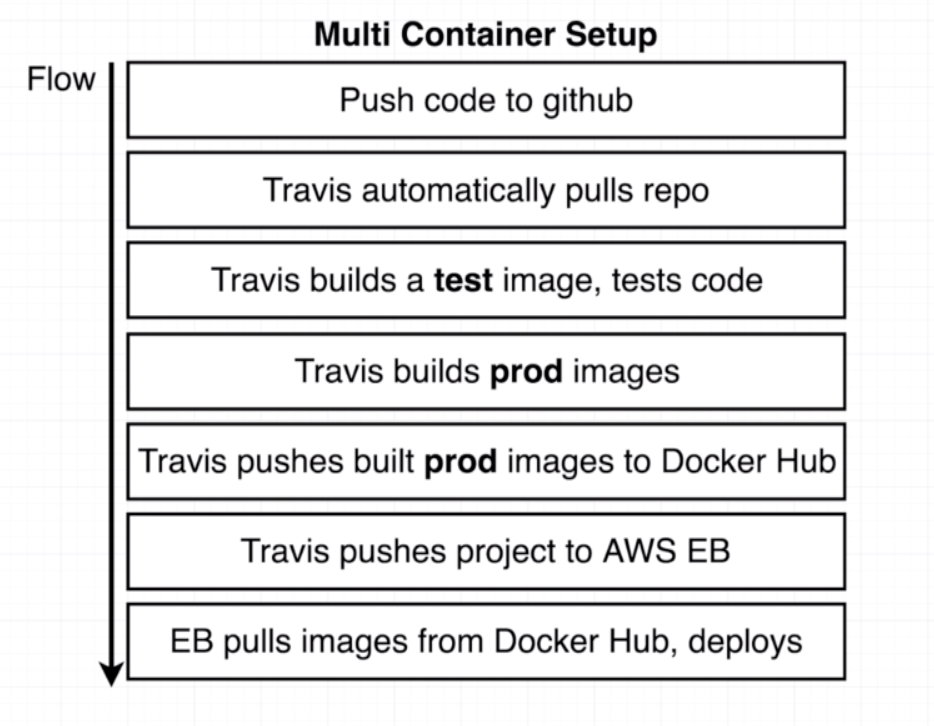 Multi Container Setup
Flow
Push code to github
Travis automatically pulls repo
Travis builds a test image, tests code
Travis builds prod images
Travis pushes built prod images to Docker Hub
Travis pushes project to AWS EB
EB pulls images from Docker Hub, deploys